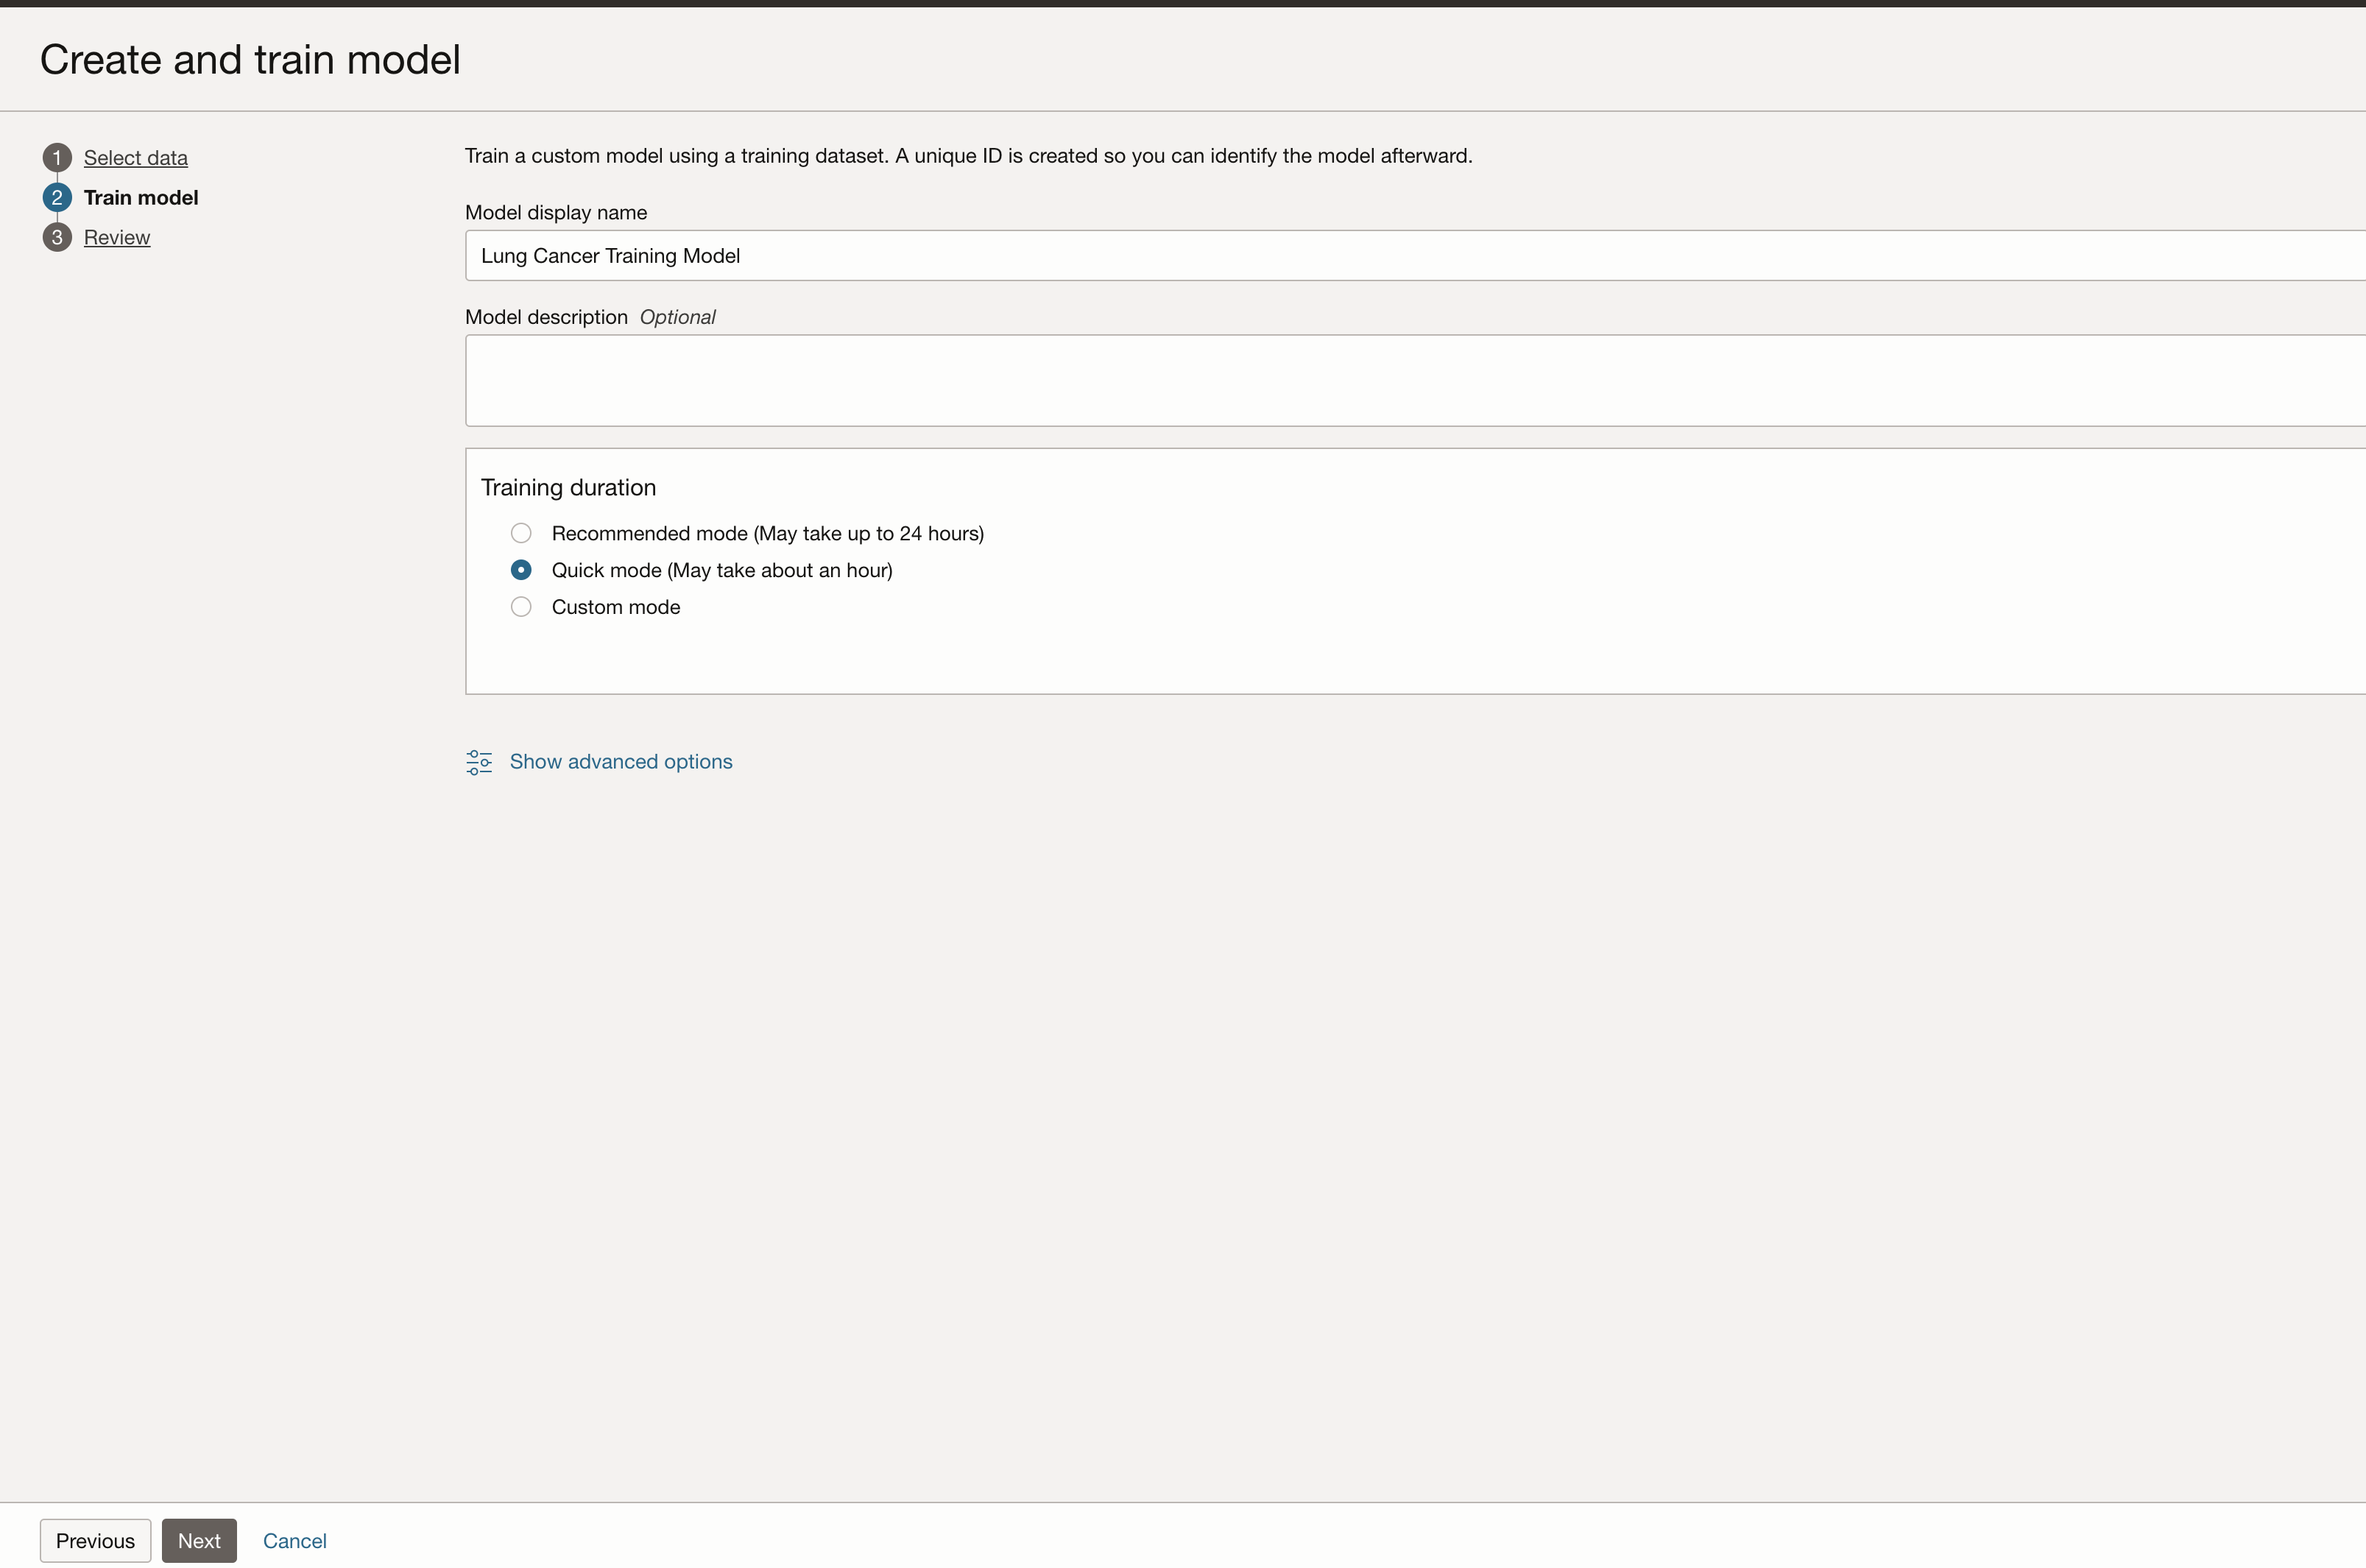 Create and train model
1 Select data
2 Train model
3 Review
Train a custom model using a training dataset. A unique ID is created so you can identify the model afterward.
Model display name
Lung Cancer Training Model
Model description Optional
Training duration
Recommended mode (May take up to 24 hours)
Quick mode (May take about an hour)
Custom mode
Show advanced options
Previous Next Cancel